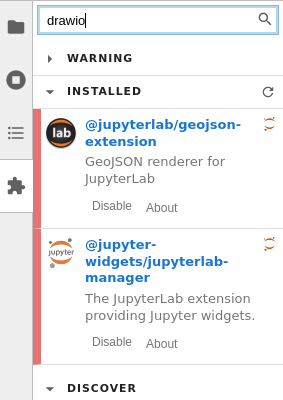 drawio
WARNING
INSTALLED
lab
@jupyterlab/geojson-
extension
GeoJSON renderer for
JupyterLab
Disable About
jupyter
@jupyter-
widgets/jupyterlab-
manager
The JupyterLab extension
providing Jupyter widgets.
Disable About
DISCOVER